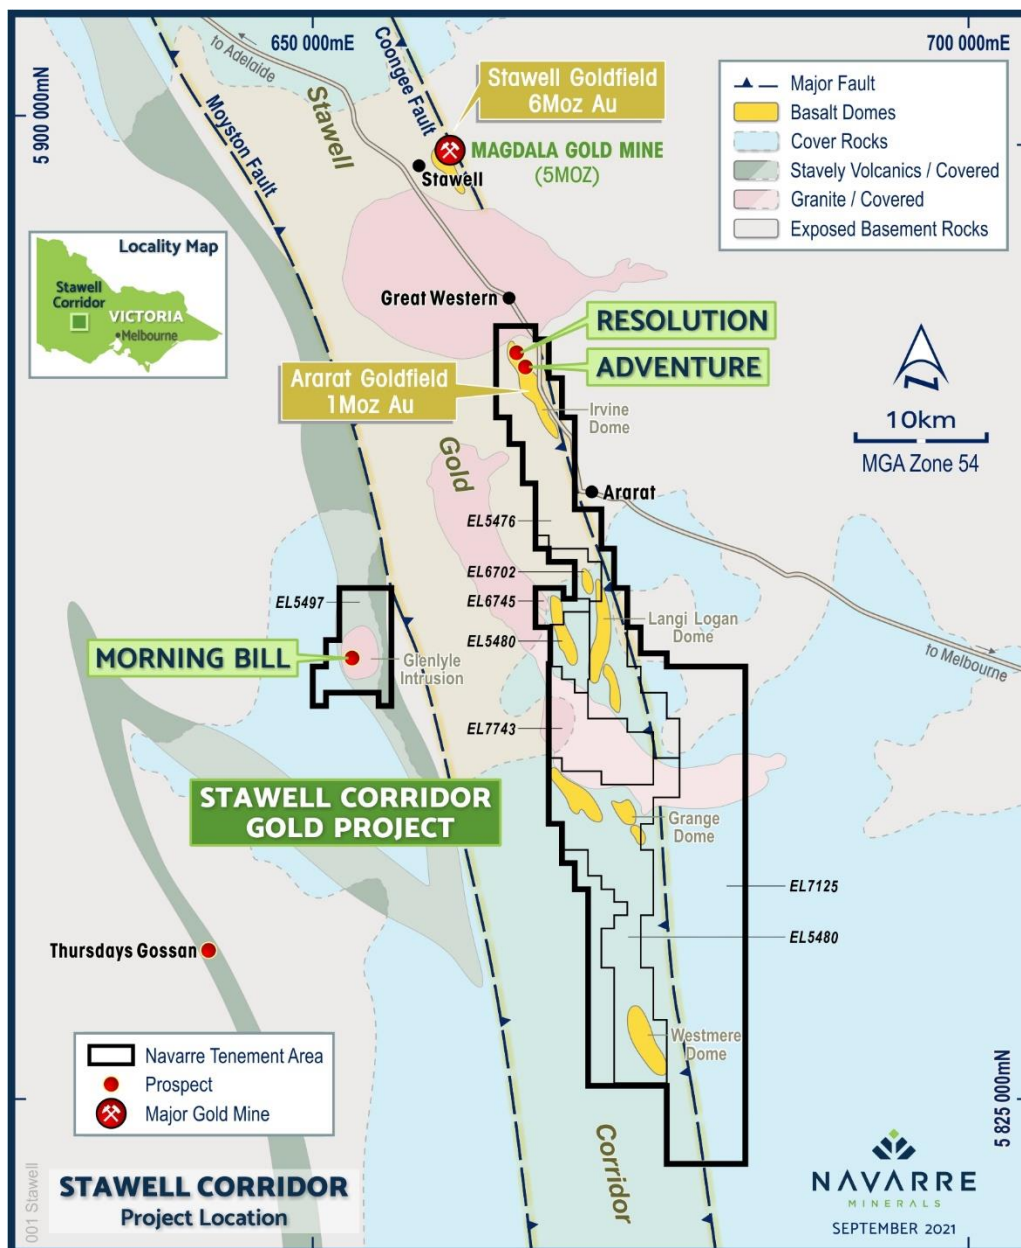 650 000mE
700 000mE
to Adelaide
Coongee Fault
Moyston Fault
5 900 000mN
Stawell Goldfield
6Moz Au
MAGDALA GOLD MINE
(5MOZ)
Stawell
Stawell
Major Fault
Basalt Domes
Cover Rocks
Stavely Volcanics / Covered
Granite / Covered
Exposed Basement Rocks
Locality Map
Stawell
Corridor
VICTORIA
Melbourne
Great Western
RESOLUTION
ADVENTURE
Ararat Goldfield
1Moz Au
Irvine
Dome
N
10km
MGA Zone 54
Gold
Ararat
EL5476
EL6702
EL6745
EL5497
EL5480
Langi Logan
Dome
to Melbourne
MORNING BILL
Glenlyle
Intrusion
EL7743
STAWELL CORRIDOR
GOLD PROJECT
Grange
Dome
EL7125
EL5480
Thursdays Gossan
Westmere
Dome
Navarre Tenement Area
Prospect
Major Gold Mine
Corridor
5 825 000mN
001 Stawell
STAWELL CORRIDOR
Project Location
NAVARRE
MINERALS
SEPTEMBER 2021